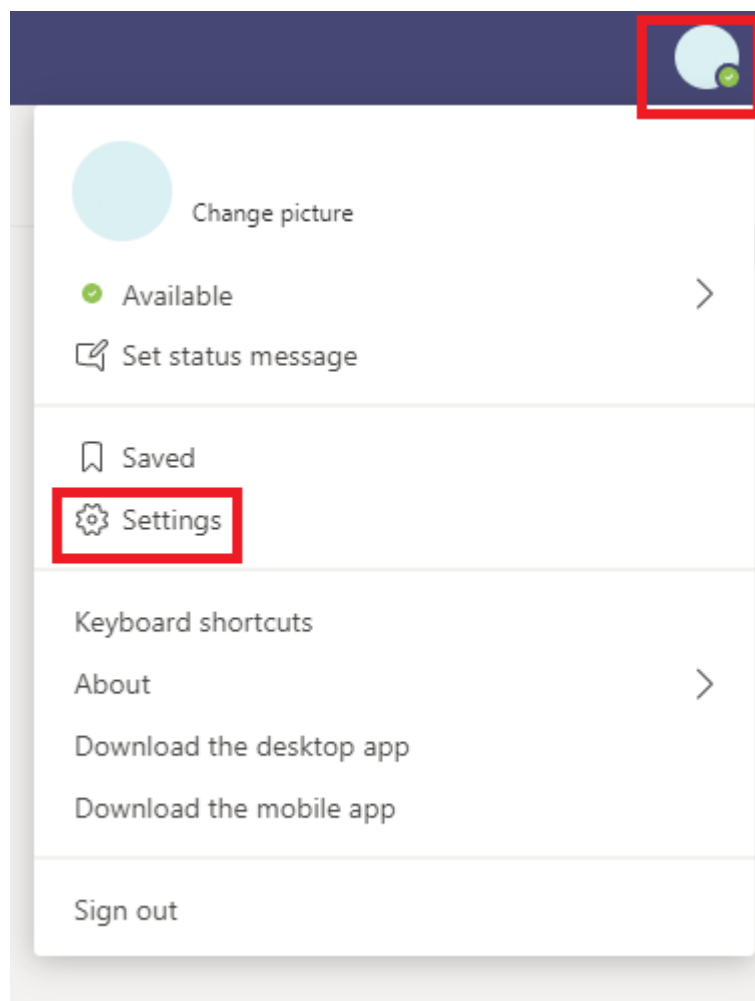 Change picture
Available
Set status message
Saved
Settings
Keyboard shortcuts
About
Download the desktop app
Download the mobile app
Sign out